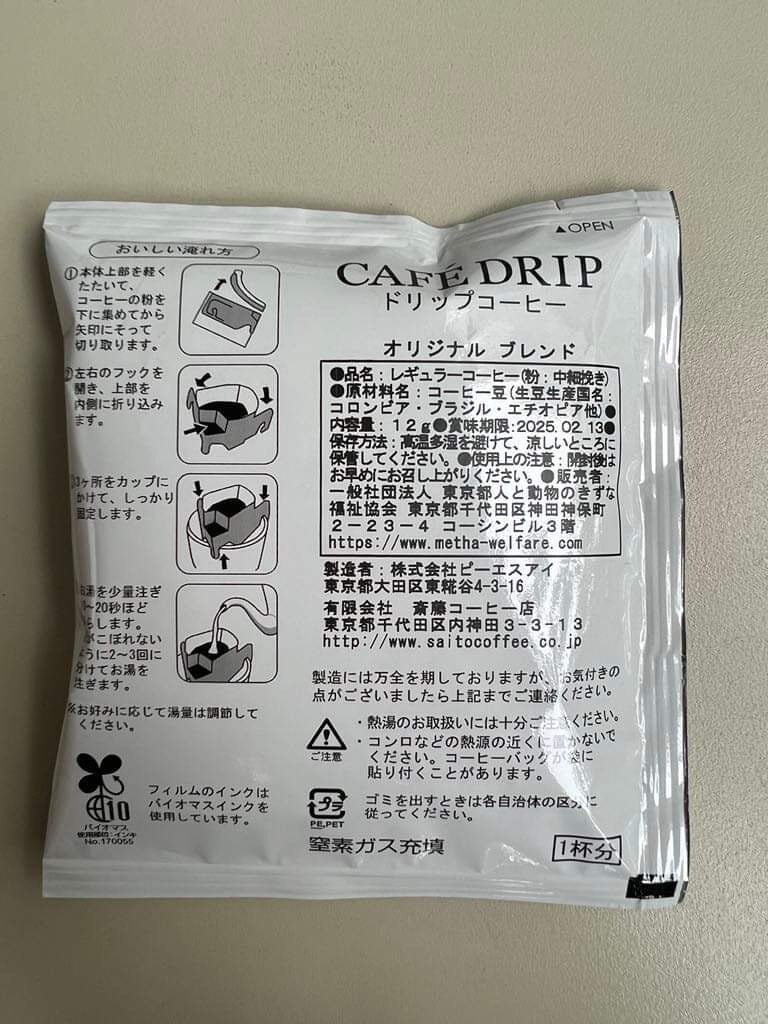 ▲OPEN
おいしい淹れ方
①本体上部を軽く
たたいて、
コーヒーの粉を
下に集めてから
矢印にそって
切り取ります。
②左右のフックを
開き、上部を
内側に折り込み
ます。
3ヶ所をカップに
かけて、しっかり
固定します。
お湯を少量注ぎ
20秒ほど
らします。
がこぼれない
ように2〜3回に
分けてお湯を
注ぎます。
※お好みに応じて湯量は調節して
ください。
10
バイオマス
使用部位:インキ
No.170055
フィルムのインクは
バイオマスインクを
使用しています。
CAFÉ DRIP
ドリップコーヒー
オリジナル ブレンド
●品名:レギュラーコーヒー(粉:中細挽き)
●原材料名:コーヒー豆(生豆生産国名:
コロンビア・ブラジル・エチオピア他)●
内容量:12g●賞味期限:2025.02.13●
保存方法:高温多湿を避けて、涼しいところに
保管してください。●使用上の注意:開封後は
お早めにお召し上がりください。●販売者:
一般社団法人 東京都人と動物のきずな
福祉協会 東京都千代田区神田神保町
2-23-4 コーシンビル3階
https://www.metha-welfare.com
製造者:株式会社ピーエスアイ
東京都大田区東糀谷4-3-16
有限会社 斎藤コーヒー店
東京都千代田区内神田3-3-13
http://www.saitocoffee.co.jp
製造には万全を期しておりますが、お気付きの
点がございましたら上記までご連絡ください。
ご注意
・熱湯のお取扱いには十分ご注意ください。
・コンロなどの熱源の近くに置かないで
ください。コーヒーバッグが袋に
貼り付くことがあります。
プラ
PE,PET
ゴミを出すときは各自治体の区分に
従ってください。
窒素ガス充填
1杯分